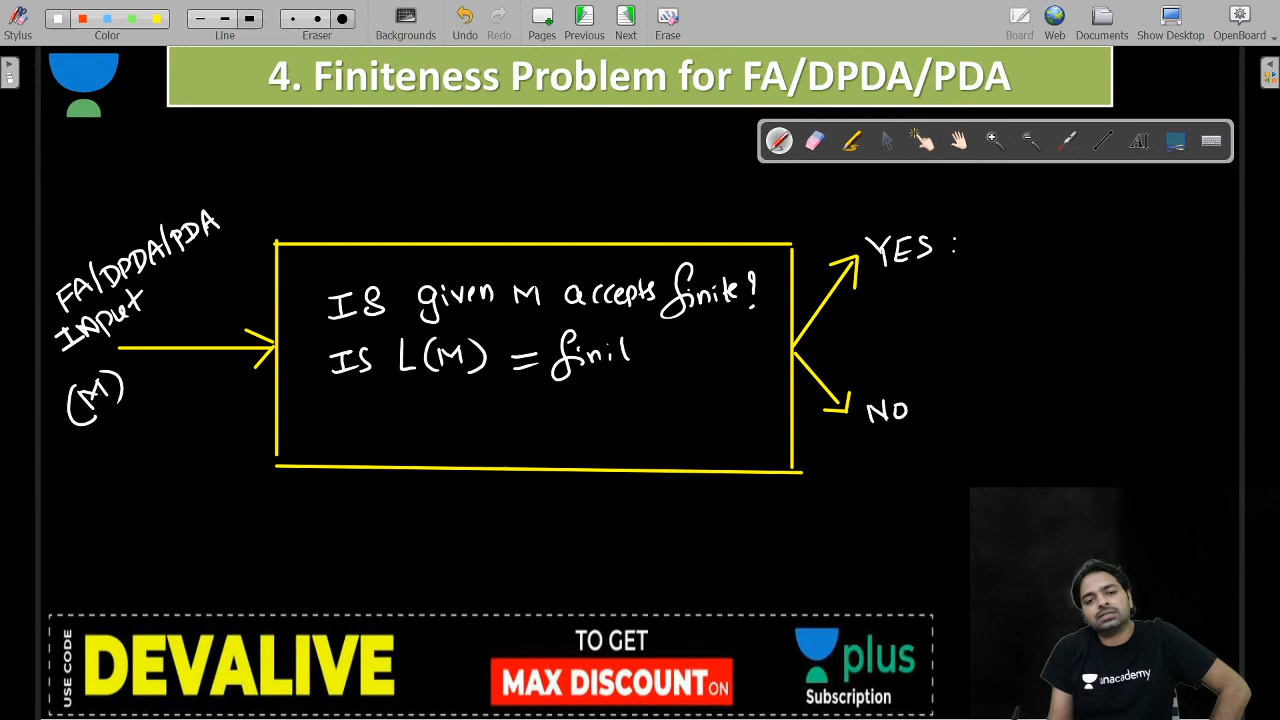 Stylus
Color
Line
Eraser
Backgrounds
Undo
Redo
Pages
Previous
Next
Erase
Board
Web
Documents
Show Desktop
OpenBoard
4. Finiteness Problem for FA/DPDA/PDA
FA/DPDA/PDA
INPut
(M)
IS given M accepts finite?
IS L(M) = fini
YES :
NO
USE CODE
DEVALIVE
TO GET
MAX DISCOUNT ON
plus
Subscription
unacademy